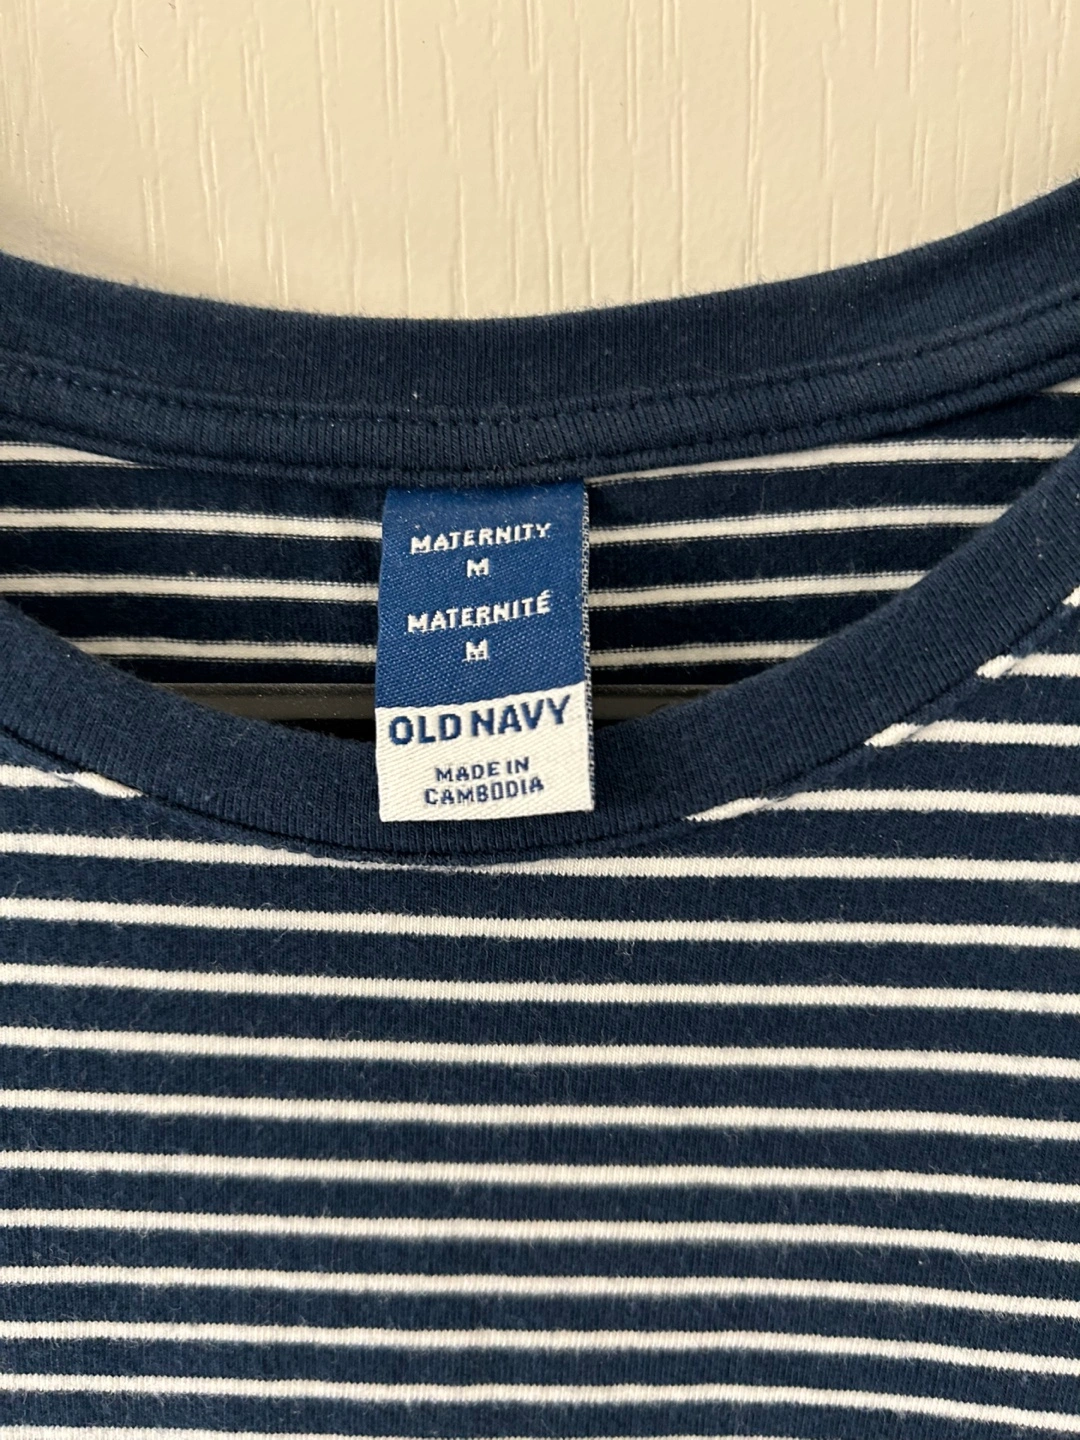 MATERNITY
M
MATERNITÉ
M
OLD NAVY
MADE IN
CAMBODIA